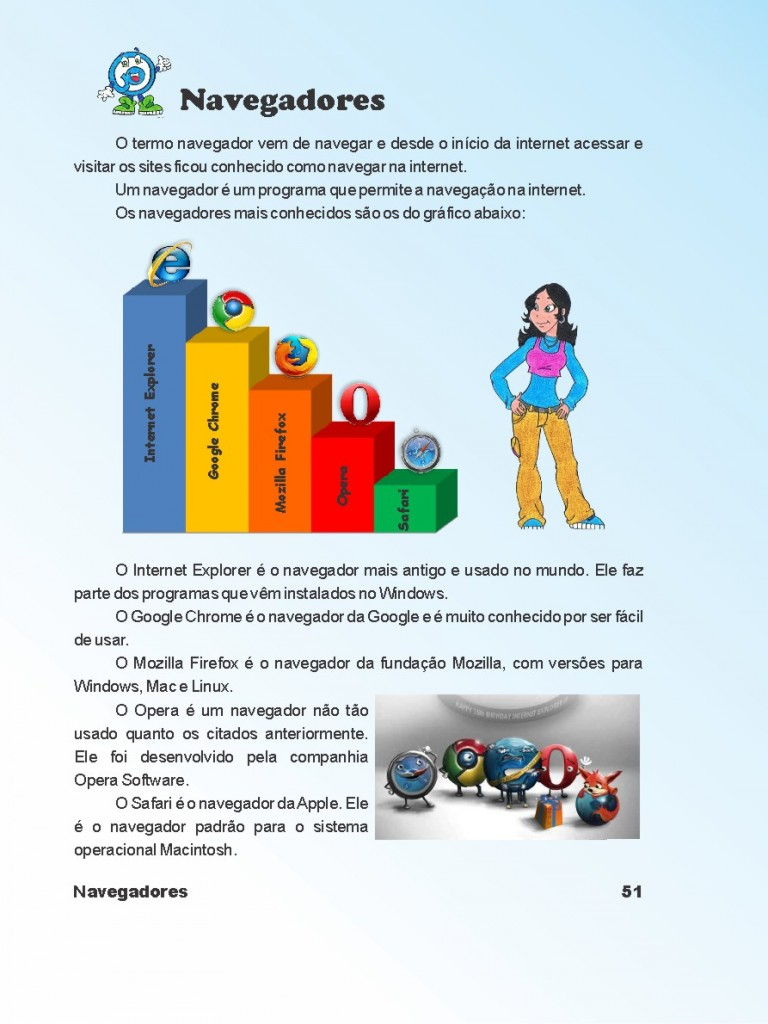 Navegadores
O termo navegador vem de navegar e desde o início da internet acessar e
visitar os sites ficou conhecido como navegar na internet.
Um navegador é um programa que permite a navegação na internet.
Os navegadores mais conhecidos são os do gráfico abaixo:
Internet Explorer
Google Chrome
Mozilla Firefox
Opera
Safari
O Internet Explorer é o navegador mais antigo e usado no mundo. Ele faz
parte dos programas que vêm instalados no Windows.
O Google Chrome é o navegador da Google e é muito conhecido por ser fácil
de usar.
O Mozilla Firefox é o navegador da fundação Mozilla, com versões para
Windows, Mac e Linux.
O Opera é um navegador não tão
usado quanto os citados anteriormente.
Ele foi desenvolvido pela companhia
Opera Software.
O Safari é o navegador da Apple. Ele
é o navegador padrão para o sistema
operacional Macintosh.
BIRTHDAY INTERNET EXPLORER
Navegadores 51